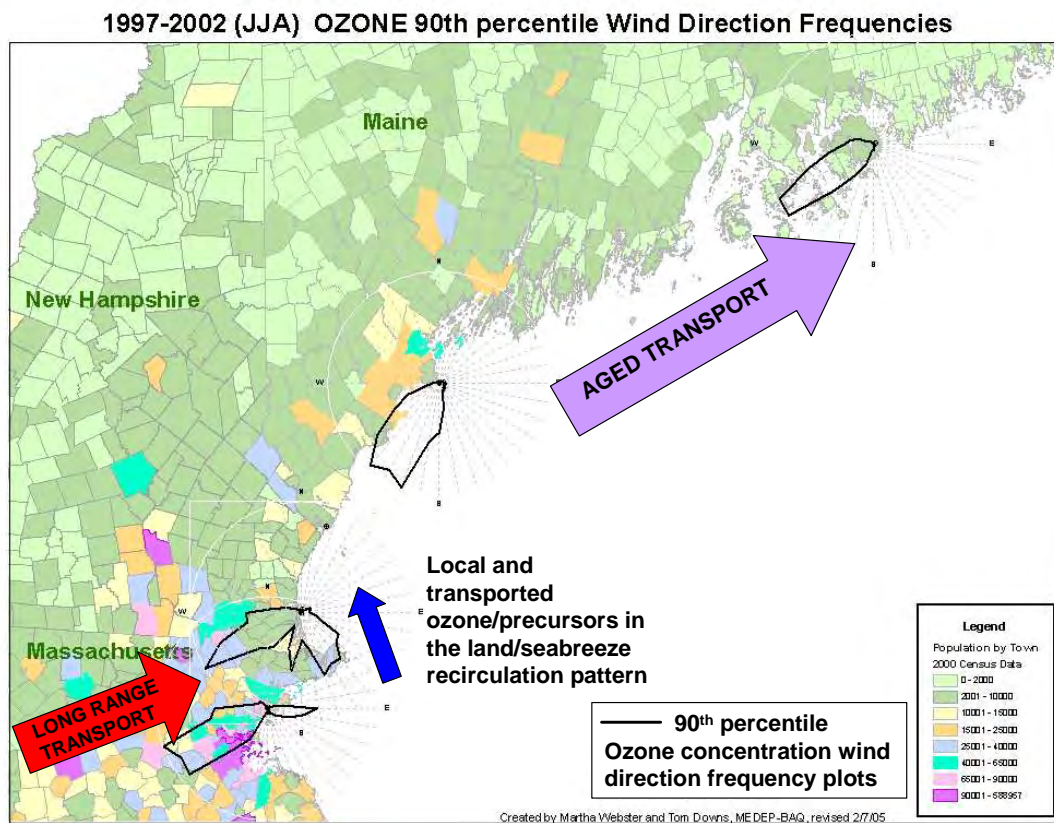 1997-2002 (JJA) OZONE 90th percentile Wind Direction Frequencies
Maine
W
E
S
New Hampshire
AGED TRANSPORT
N
W
S
N
Local and
transported
ozone/precursors in
the land/seabreeze
recirculation pattern
N
W
E
Massachusetts
LONG RANGE
TRANSPORT
E
S
90th percentile
Ozone concentration wind
direction frequency plots
Legend
Population by Town
2000 Census Data
0 - 2000
2001 - 10000
10001 - 15000
15001 - 25000
25001 - 40000
40001 - 65000
65001 - 90000
Created by Martha Webster and Tom Downs, MEDEP-BAQ, revised 2/7/05